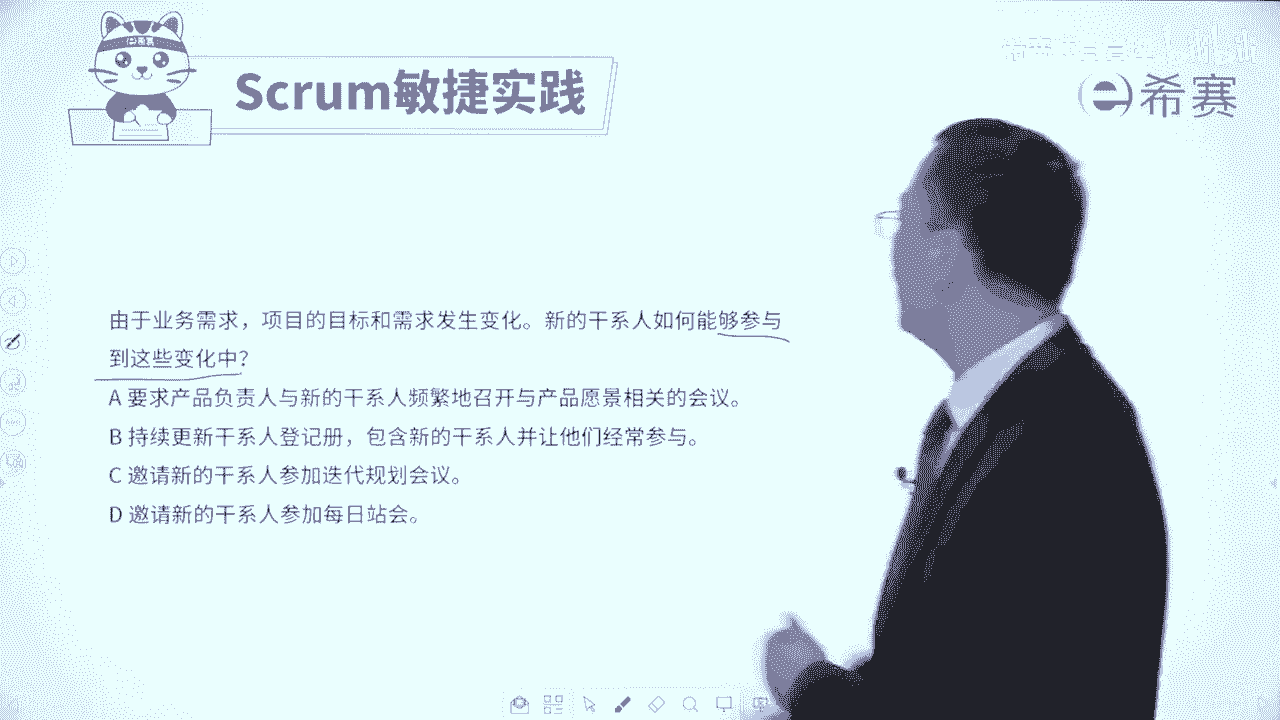 Scrum敏捷实践
希赛
由于业务需求，项目的目标和需求发生变化。新的干系人如何能够参与
到这些变化中？
A 要求产品负责人与新的干系人频繁地召开与产品愿景相关的会议。
B 持续更新干系人登记册，包含新的干系人并让他们经常参与。
C 邀请新的干系人参加迭代规划会议。
D 邀请新的干系人参加每日站会。